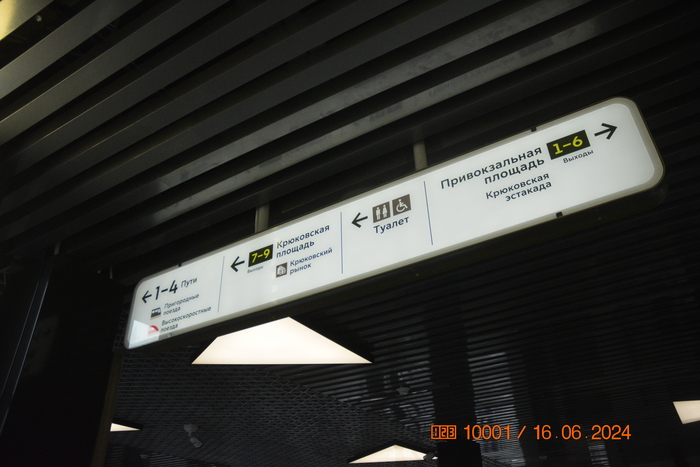 ← 1–4 Пути
Пригородные
поезда
Высокоскоростные
поезда
← 7–9 Крюковская
площадь
Выходы
Крюковский
рынок
←
Туалет
Привокзальная
площадь
1–6 →
Выходы
Крюковская
эстакада
123 10001 / 16.06.2024